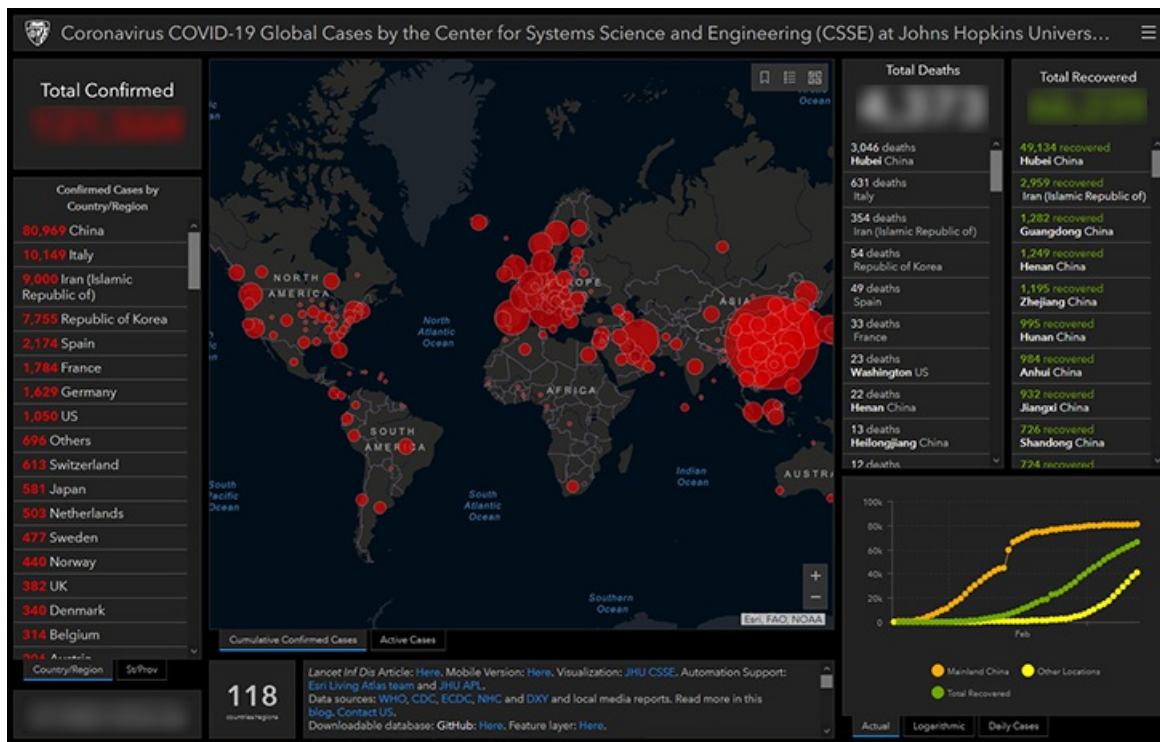 Coronavirus COVID-19 Global Cases by the Center for Systems Science and Engineering (CSSE) at Johns Hopkins Univers...
Total Confirmed
Confirmed Cases by
Country/Region
80,969 China
10,149 Italy
9,000 Iran (Islamic
Republic of)
7,755 Republic of Korea
2,174 Spain
1,784 France
1,629 Germany
1,050 US
696 Others
613 Switzerland
581 Japan
503 Netherlands
477 Sweden
440 Norway
382 UK
340 Denmark
314 Belgium
Country/Region
St/Prov
Arctic
Ocean
NORTH
AMERICA
North
Atlantic
Ocean
ASIA
AFRICA
SOUTH
AMERICA
Indian
Ocean
AUSTRA
South
Pacific
Ocean
South
Atlantic
Ocean
Southern
Ocean
+
−
Esri, FAO, NOAA
Cumulative Confirmed Cases
Active Cases
118
countries/regions
Lancet Inf Dis Article: Here. Mobile Version: Here. Visualization: JHU CSSE. Automation Support:
Esri Living Atlas team and JHU APL.
Data sources: WHO, CDC, ECDC, NHC and DXY and local media reports. Read more in this
blog. Contact US.
Downloadable database: GitHub: Here. Feature layer: Here.
Total Deaths
3,046 deaths
Hubei China
631 deaths
Italy
354 deaths
Iran (Islamic Republic of)
54 deaths
Republic of Korea
49 deaths
Spain
33 deaths
France
23 deaths
Washington US
22 deaths
Henan China
13 deaths
Heilongjiang China
12 deaths
Total Recovered
49,134 recovered
Hubei China
2,959 recovered
Iran (Islamic Republic of)
1,282 recovered
Guangdong China
1,249 recovered
Henan China
1,195 recovered
Zhejiang China
995 recovered
Hunan China
984 recovered
Anhui China
932 recovered
Jiangxi China
726 recovered
Shandong China
724 recovered
100k
80k
60k
40k
20k
0
Feb
Mainland China
Other Locations
Total Recovered
Actual
Logarithmic
Daily Cases